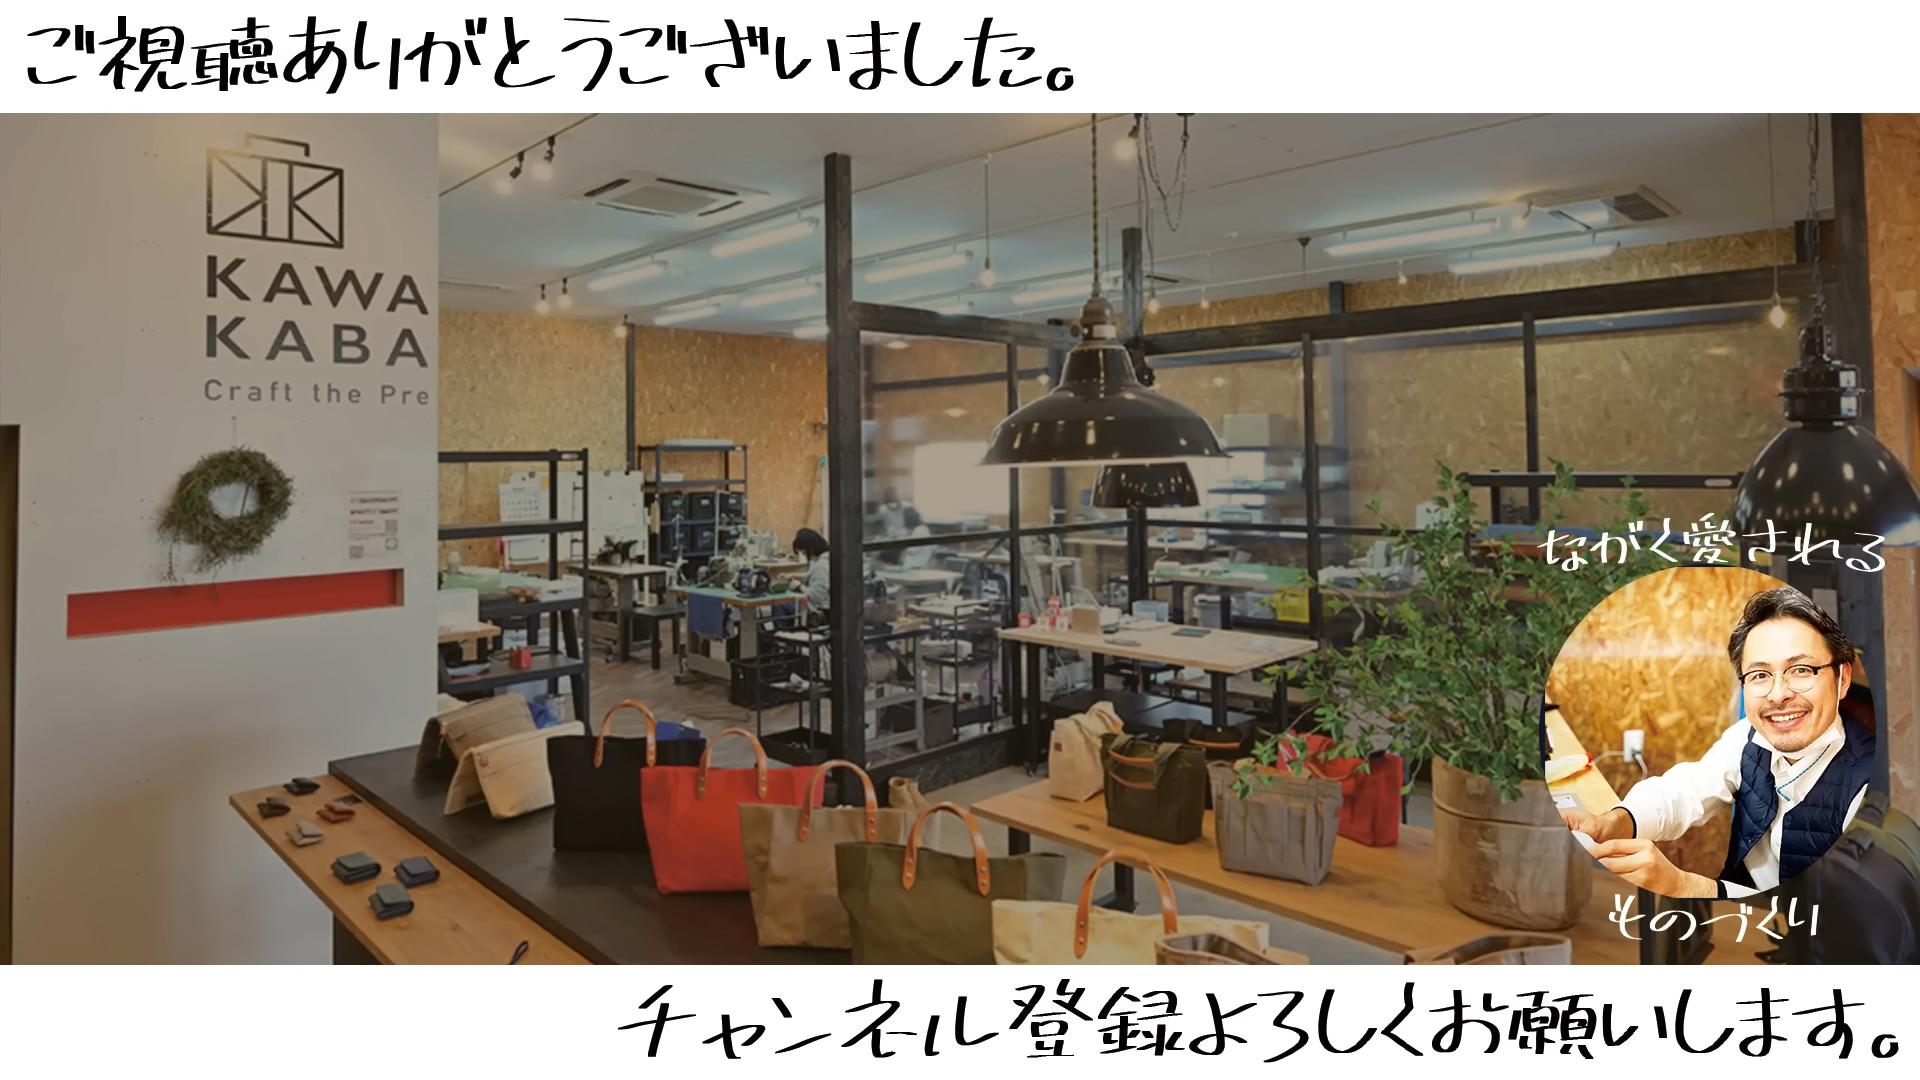 ご視聴ありがとうございました。
KAWA
KABA
Craft the Pre
ながく愛される
ものづくり
チャンネル登録よろしくお願いします。